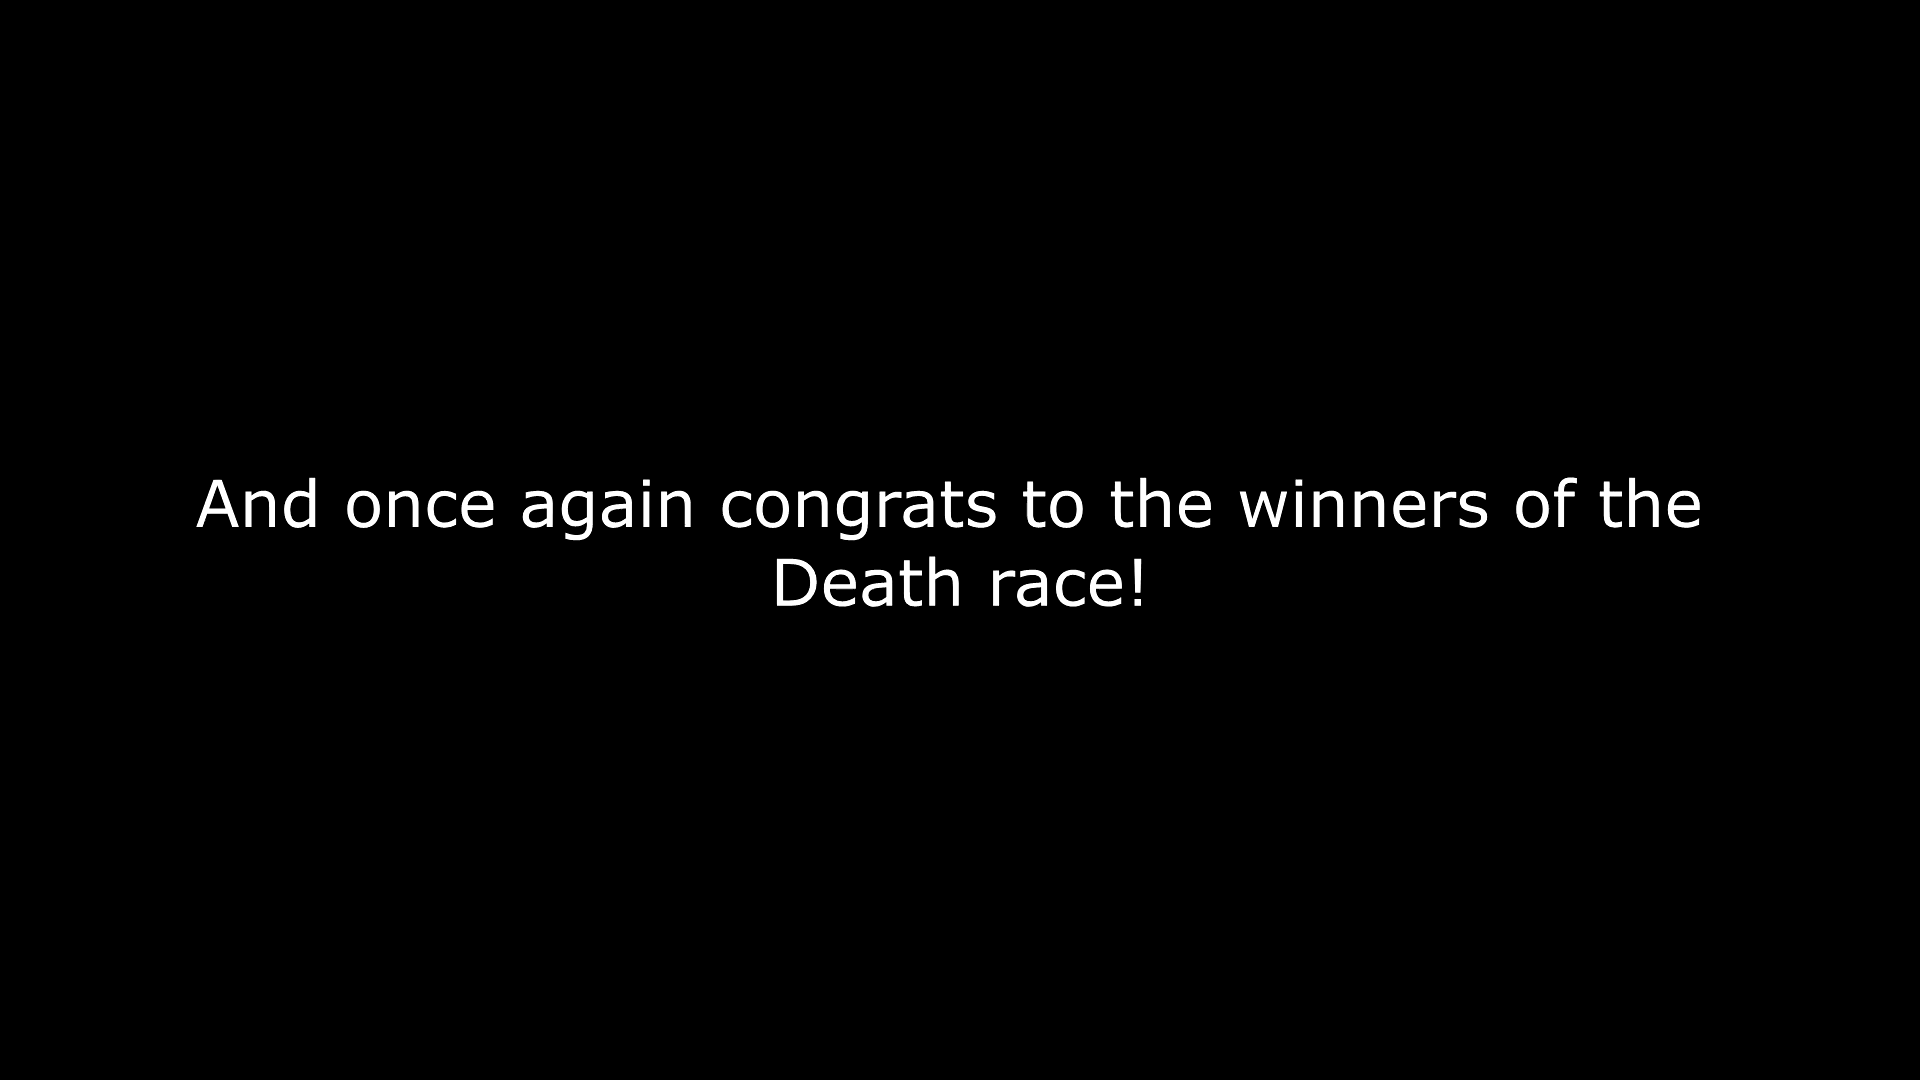 And once again congrats to the winners of the
Death race!